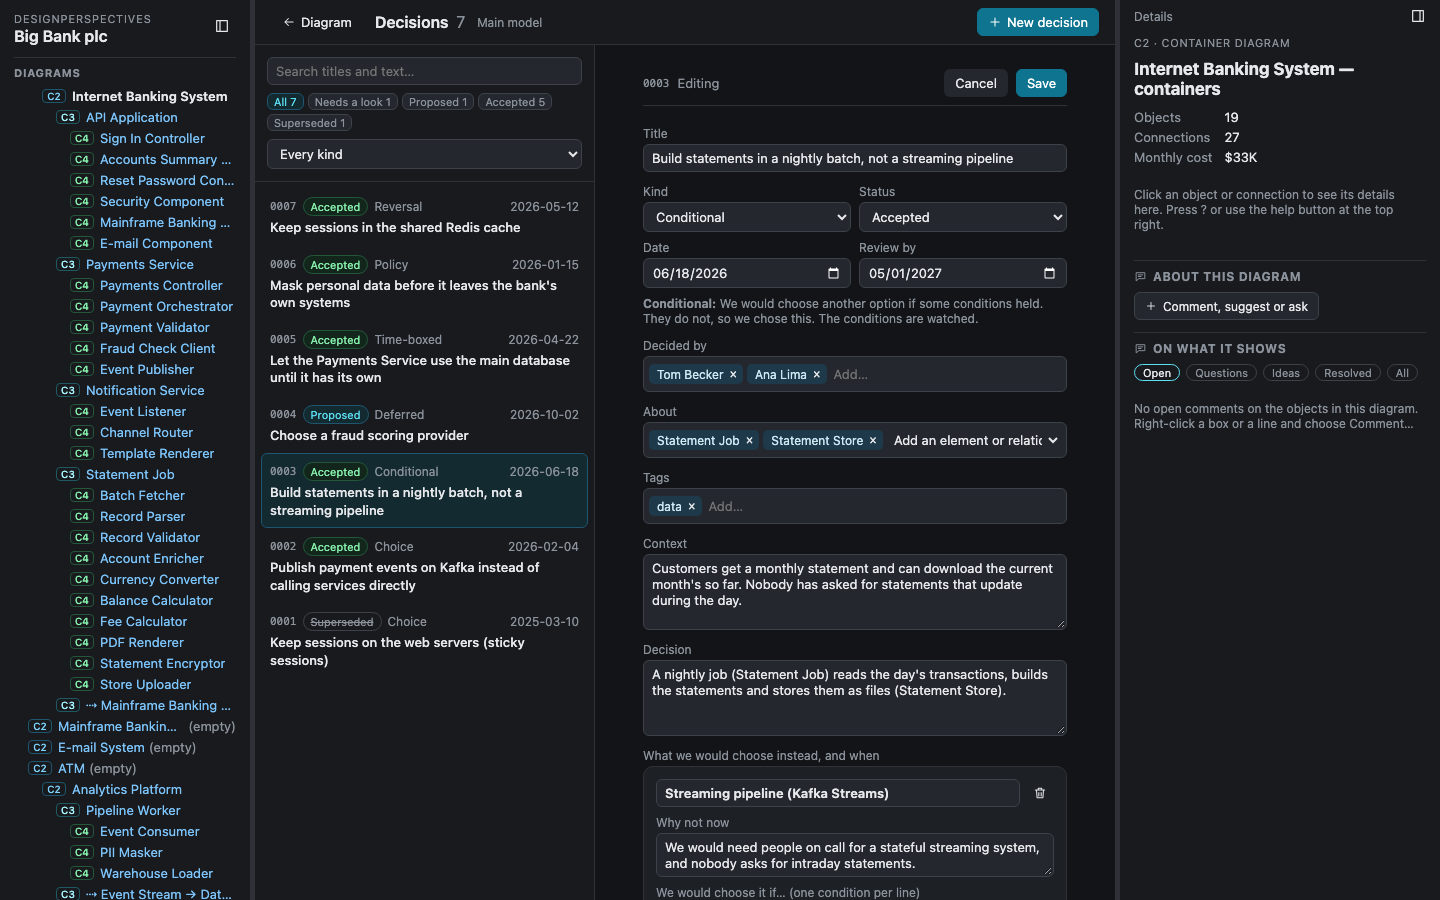 DESIGNPERSPECTIVES
Big Bank plc
DIAGRAMS
C2 Internet Banking System
C3 API Application
C4 Sign In Controller
C4 Accounts Summary ...
C4 Reset Password Con...
C4 Security Component
C4 Mainframe Banking ...
C4 E-mail Component
C3 Payments Service
C4 Payments Controller
C4 Payment Orchestrator
C4 Payment Validator
C4 Fraud Check Client
C4 Event Publisher
C3 Notification Service
C4 Event Listener
C4 Channel Router
C4 Template Renderer
C3 Statement Job
C4 Batch Fetcher
C4 Record Parser
C4 Record Validator
C4 Account Enricher
C4 Currency Converter
C4 Balance Calculator
C4 Fee Calculator
C4 PDF Renderer
C4 Statement Encryptor
C4 Store Uploader
C3 ⇢ Mainframe Banking ...
C2 Mainframe Bankin... (empty)
C2 E-mail System (empty)
C2 ATM (empty)
C2 Analytics Platform
C3 Pipeline Worker
C4 Event Consumer
C4 PII Masker
C4 Warehouse Loader
C3 ⇢ Event Stream → Dat...
← Diagram Decisions 7 Main model + New decision
Search titles and text...
All 7 Needs a look 1 Proposed 1 Accepted 5
Superseded 1
Every kind
0007 Accepted Reversal 2026-05-12
Keep sessions in the shared Redis cache
0006 Accepted Policy 2026-01-15
Mask personal data before it leaves the bank's
own systems
0005 Accepted Time-boxed 2026-04-22
Let the Payments Service use the main database
until it has its own
0004 Proposed Deferred 2026-10-02
Choose a fraud scoring provider
0003 Accepted Conditional 2026-06-18
Build statements in a nightly batch, not a
streaming pipeline
0002 Accepted Choice 2026-02-04
Publish payment events on Kafka instead of
calling services directly
0001 Superseded Choice 2025-03-10
Keep sessions on the web servers (sticky
sessions)
0003 Editing Cancel Save
Title
Build statements in a nightly batch, not a streaming pipeline
Kind Status
Conditional Accepted
Date Review by
06/18/2026 05/01/2027
Conditional: We would choose another option if some conditions held.
They do not, so we chose this. The conditions are watched.
Decided by
Tom Becker × Ana Lima × Add...
About
Statement Job × Statement Store × Add an element or relatic
Tags
data × Add...
Context
Customers get a monthly statement and can download the current
month's so far. Nobody has asked for statements that update
during the day.
Decision
A nightly job (Statement Job) reads the day's transactions, builds
the statements and stores them as files (Statement Store).
What we would choose instead, and when
Streaming pipeline (Kafka Streams)
Why not now
We would need people on call for a stateful streaming system,
and nobody asks for intraday statements.
We would choose it if... (one condition per line)
Details
C2 · CONTAINER DIAGRAM
Internet Banking System —
containers
Objects 19
Connections 27
Monthly cost $33K
Click an object or connection to see its details
here. Press ? or use the help button at the top
right.
ABOUT THIS DIAGRAM
+ Comment, suggest or ask
ON WHAT IT SHOWS
Open Questions Ideas Resolved All
No open comments on the objects in this diagram.
Right-click a box or a line and choose Comment...